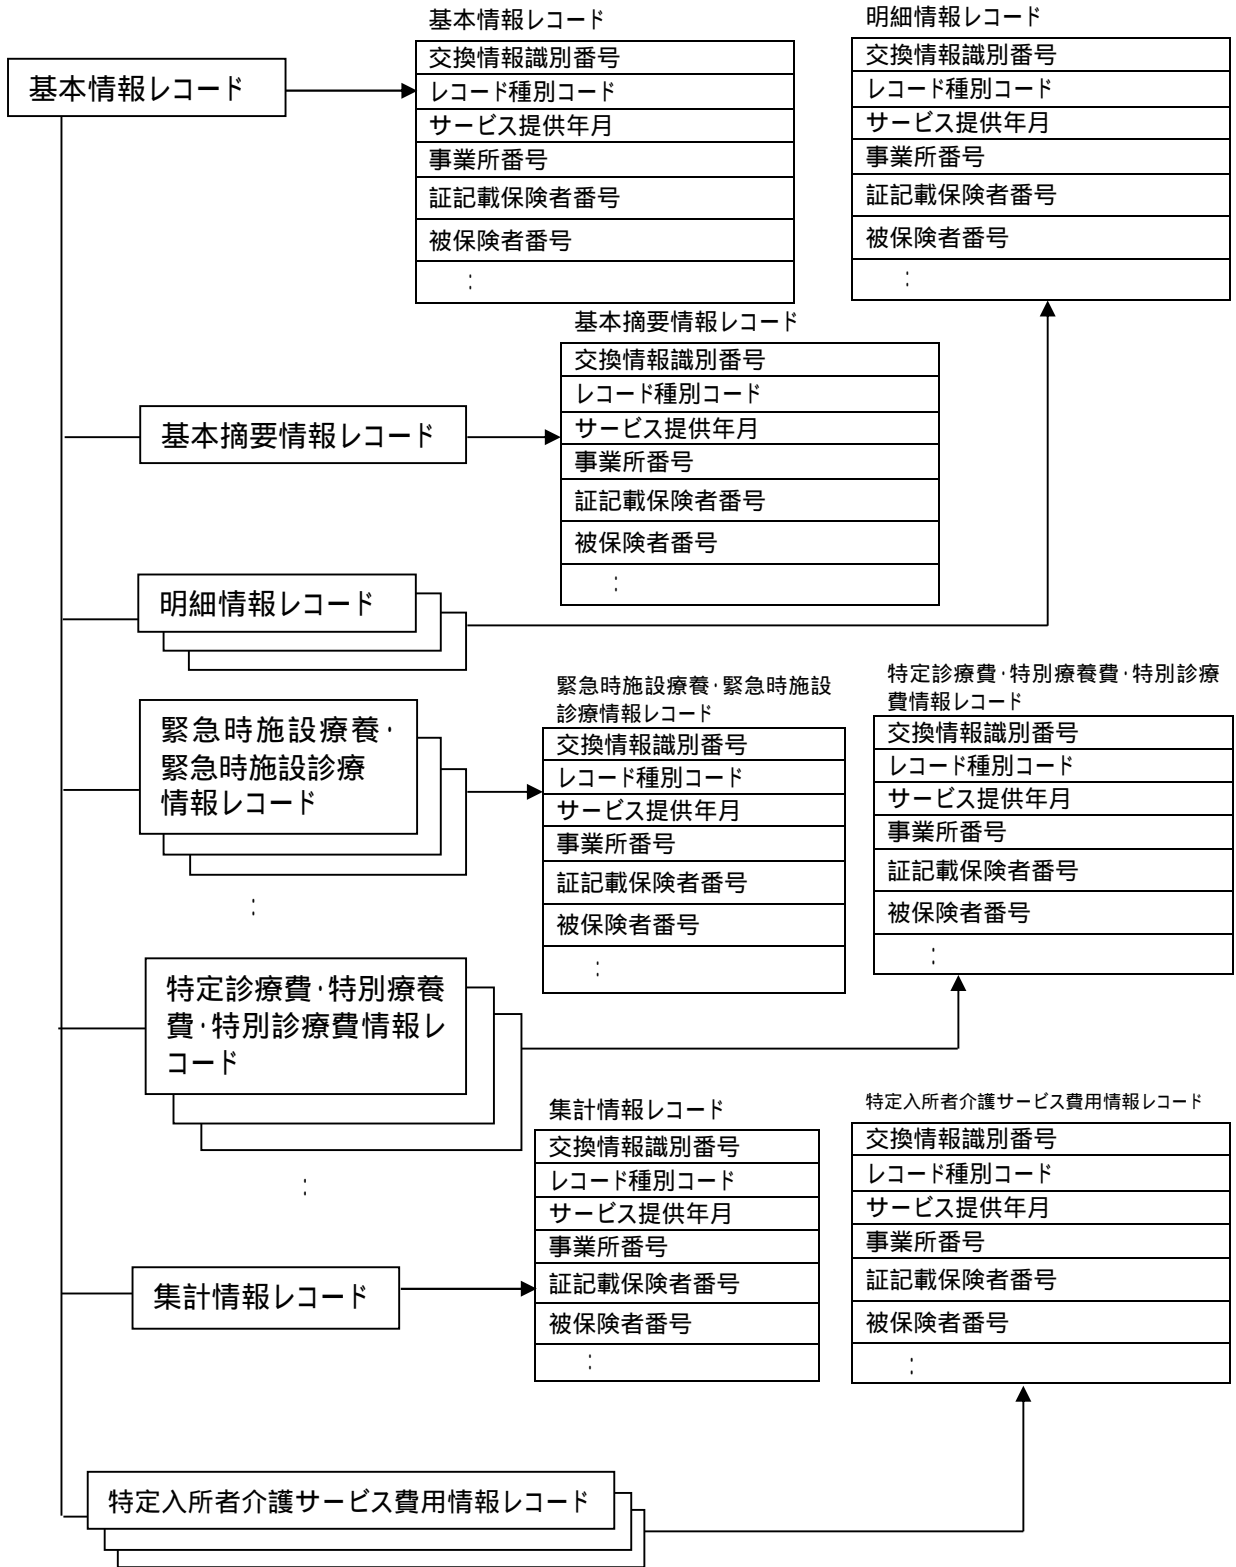 基本情報レコード
基本情報レコード
交換情報識別番号
レコード種別コード
サービス提供年月
事業所番号
証記載保険者番号
被保険者番号
:
明細情報レコード
交換情報識別番号
レコード種別コード
サービス提供年月
事業所番号
証記載保険者番号
被保険者番号
:
基本摘要情報レコード
基本摘要情報レコード
交換情報識別番号
レコード種別コード
サービス提供年月
事業所番号
証記載保険者番号
被保険者番号
:
明細情報レコード
緊急時施設療養・
緊急時施設診療
情報レコード
:
緊急時施設療養・緊急時施設
診療情報レコード
交換情報識別番号
レコード種別コード
サービス提供年月
事業所番号
証記載保険者番号
被保険者番号
:
特定診療費・特別療養費・特別診療
費情報レコード
交換情報識別番号
レコード種別コード
サービス提供年月
事業所番号
証記載保険者番号
被保険者番号
:
特定診療費・特別療養
費・特別診療費情報レ
コード
:
集計情報レコード
集計情報レコード
交換情報識別番号
レコード種別コード
サービス提供年月
事業所番号
証記載保険者番号
被保険者番号
:
特定入所者介護サービス費用情報レコード
交換情報識別番号
レコード種別コード
サービス提供年月
事業所番号
証記載保険者番号
被保険者番号
:
特定入所者介護サービス費用情報レコード